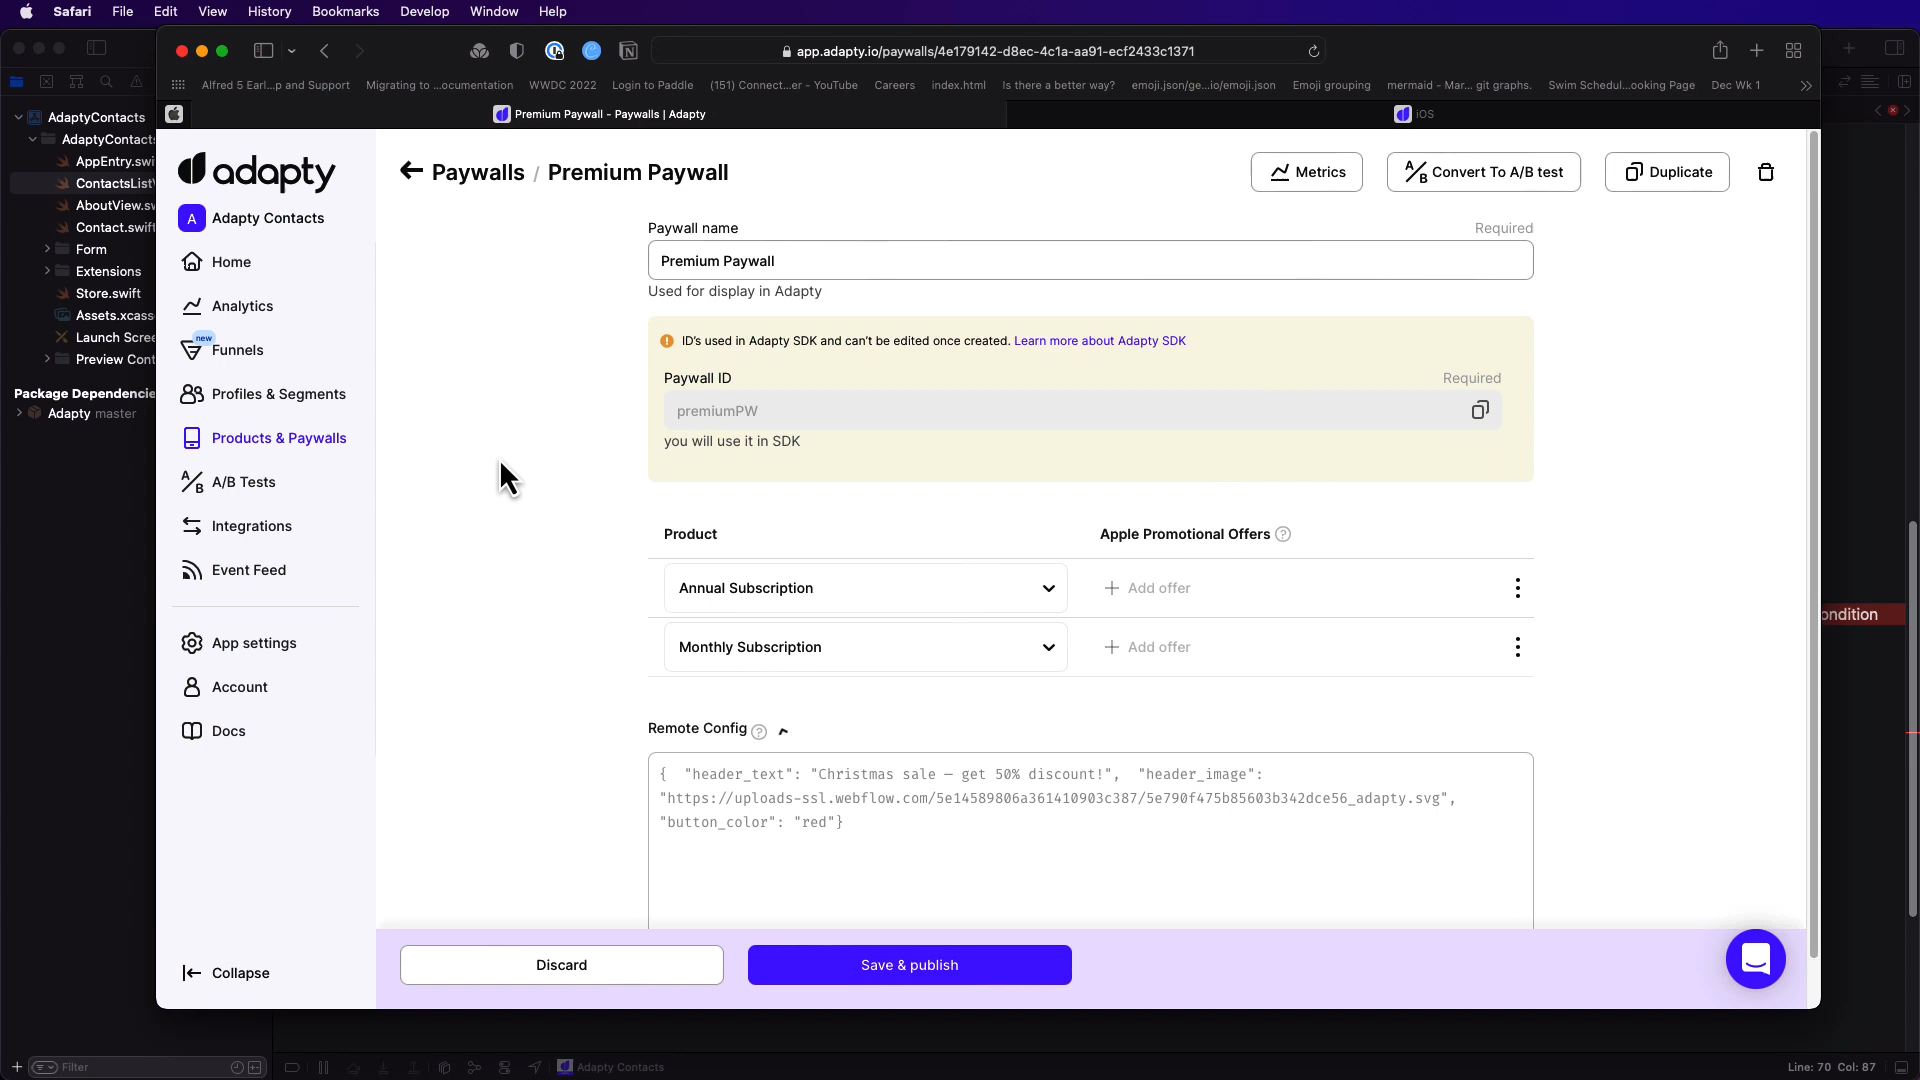 Safari File Edit View History Bookmarks Develop Window Help
app.adapty.io/paywalls/4e179142-d8ec-4c1a-aa91-ecf2433c1371
Alfred 5 Earl...p and Support Migrating to ...ocumentation WWDC 2022 Login to Paddle (151) Connect...er - YouTube Careers index.html Is there a better way? emoji.json/ge...io/emoji.json Emoji grouping mermaid - Mar... git graphs. Swim Schedul...ooking Page Dec Wk 1
Premium Paywall - Paywalls | Adapty
iOS
AdaptyContacts
AdaptyContacts
AppEntry.swi
ContactsListV
AboutView.sw
Contact.swift
Form
Extensions
Store.swift
Assets.xcass
Launch Scree
Preview Cont
Package Dependencie
Adapty master
adapty
A Adapty Contacts
Home
Analytics
new
Funnels
Profiles & Segments
Products & Paywalls
A/B Tests
Integrations
Event Feed
App settings
Account
Docs
Collapse
Paywalls / Premium Paywall
Metrics
A/B Convert To A/B test
Duplicate
Paywall name Required
Premium Paywall
Used for display in Adapty
ID's used in Adapty SDK and can't be edited once created. Learn more about Adapty SDK
Paywall ID Required
premiumPW
you will use it in SDK
Product Apple Promotional Offers ?
Annual Subscription + Add offer
Monthly Subscription + Add offer
Remote Config ?
{ "header_text": "Christmas sale — get 50% discount!", "header_image":
"https://uploads-ssl.webflow.com/5e14589806a361410903c387/5e790f475b85603b342dce56_adapty.svg",
"button_color": "red"}
Discard
Save & publish
ondition
Filter
Adapty Contacts
Line: 70 Col: 87